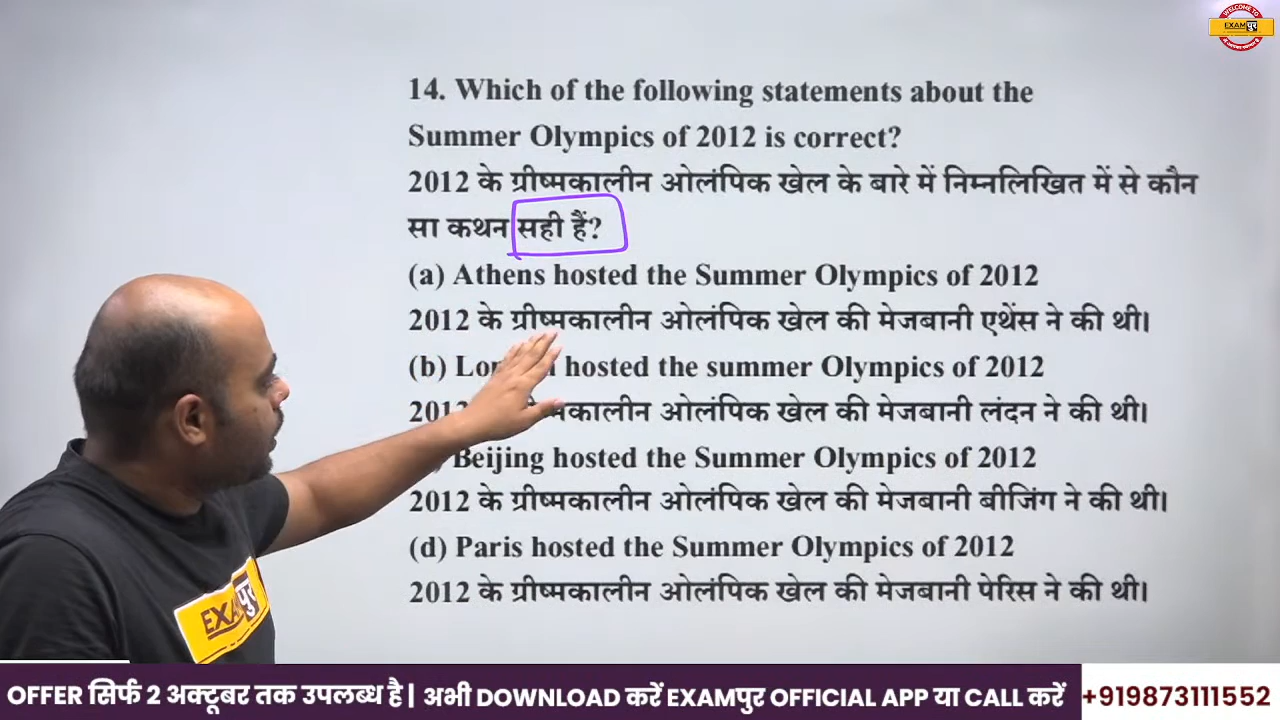 WELCOME TO
EXAMपुर
14. Which of the following statements about the
Summer Olympics of 2012 is correct?
2012 के ग्रीष्मकालीन ओलंपिक खेल के बारे में निम्नलिखित में से कौन
सा कथन सही हैं?
(a) Athens hosted the Summer Olympics of 2012
2012 के ग्रीष्मकालीन ओलंपिक खेल की मेजबानी एथेंस ने की थी।
(b) hosted the summer Olympics of 2012
ओलंपिक खेल की मेजबानी लंदन ने की थी।
Beijing hosted the Summer Olympics of 2012
2012 के ग्रीष्मकालीन ओलंपिक खेल की मेजबानी बीजिंग ने की थी।
(d) Paris hosted the Summer Olympics of 2012
2012 के ग्रीष्मकालीन ओलंपिक खेल की मेजबानी पेरिस ने की थी।
EXAMपुर
OFFER सिर्फ 2 अक्टूबर तक उपलब्ध है | अभी DOWNLOAD करें EXAMपुर OFFICIAL APP या CALL करें +919873111552